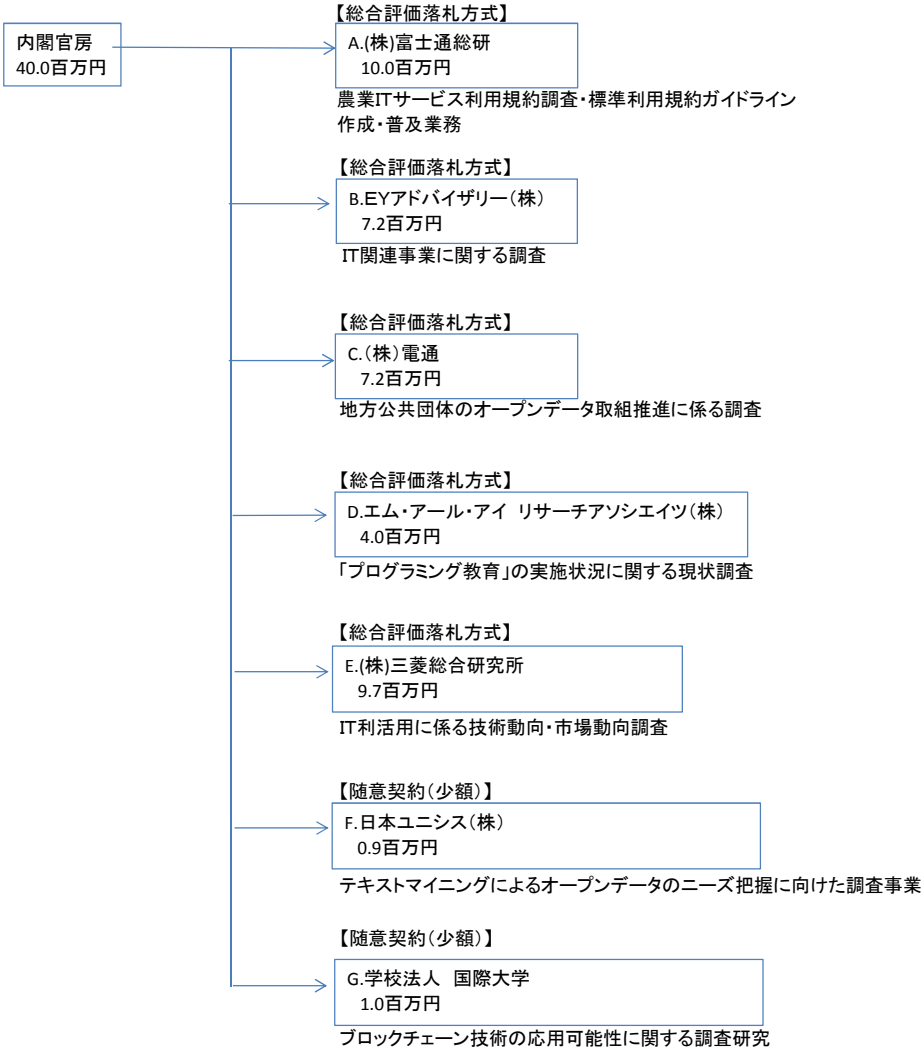 内閣官房
40.0百万円
【総合評価落札方式】
A.(株)富士通総研
10.0百万円
農業ITサービス利用規約調査・標準利用規約ガイドライン
作成・普及業務
【総合評価落札方式】
B.EYアドバイザリー（株）
7.2百万円
IT関連事業に関する調査
【総合評価落札方式】
C.（株）電通
7.2百万円
地方公共団体のオープンデータ取組推進に係る調査
【総合評価落札方式】
D.エム・アール・アイ　リサーチアソシエイツ（株）
4.0百万円
「プログラミング教育」の実施状況に関する現状調査
【総合評価落札方式】
E.(株)三菱総合研究所
9.7百万円
IT利活用に係る技術動向・市場動向調査
【随意契約（少額）】
F.日本ユニシス（株）
0.9百万円
テキストマイニングによるオープンデータのニーズ把握に向けた調査事業
【随意契約（少額）】
G.学校法人　国際大学
1.0百万円
ブロックチェーン技術の応用可能性に関する調査研究